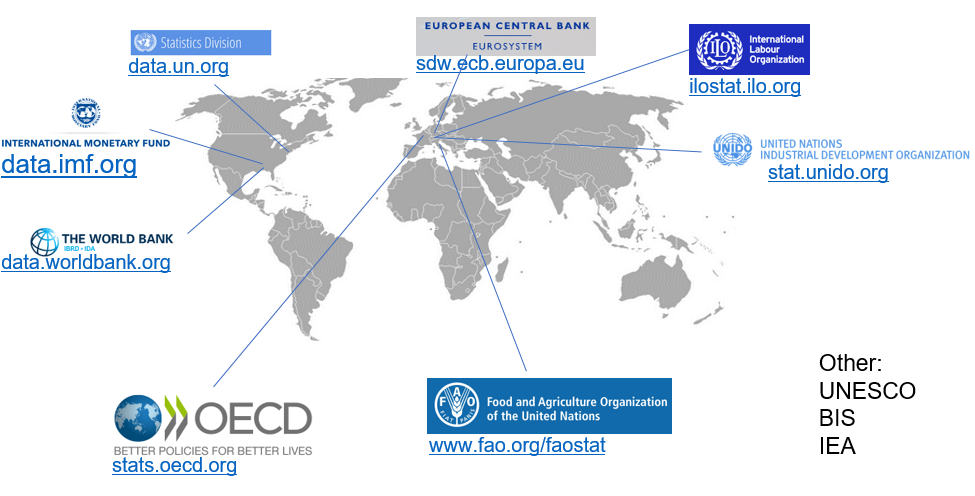 EUROPEAN CENTRAL BANK
EUROSYSTEM
sdw.ecb.europa.eu
Statistics Division
data.un.org
ILO
International
Labour
Organization
ilostat.ilo.org
INTERNATIONAL MONETARY FUND
data.imf.org
UNIDO
UNITED NATIONS
INDUSTRIAL DEVELOPMENT ORGANIZATION
stat.unido.org
THE WORLD BANK
IBRD • IDA
data.worldbank.org
OECD
BETTER POLICIES FOR BETTER LIVES
stats.oecd.org
F A O
FIAT PANIS
Food and Agriculture Organization
of the United Nations
www.fao.org/faostat
Other:
UNESCO
BIS
IEA